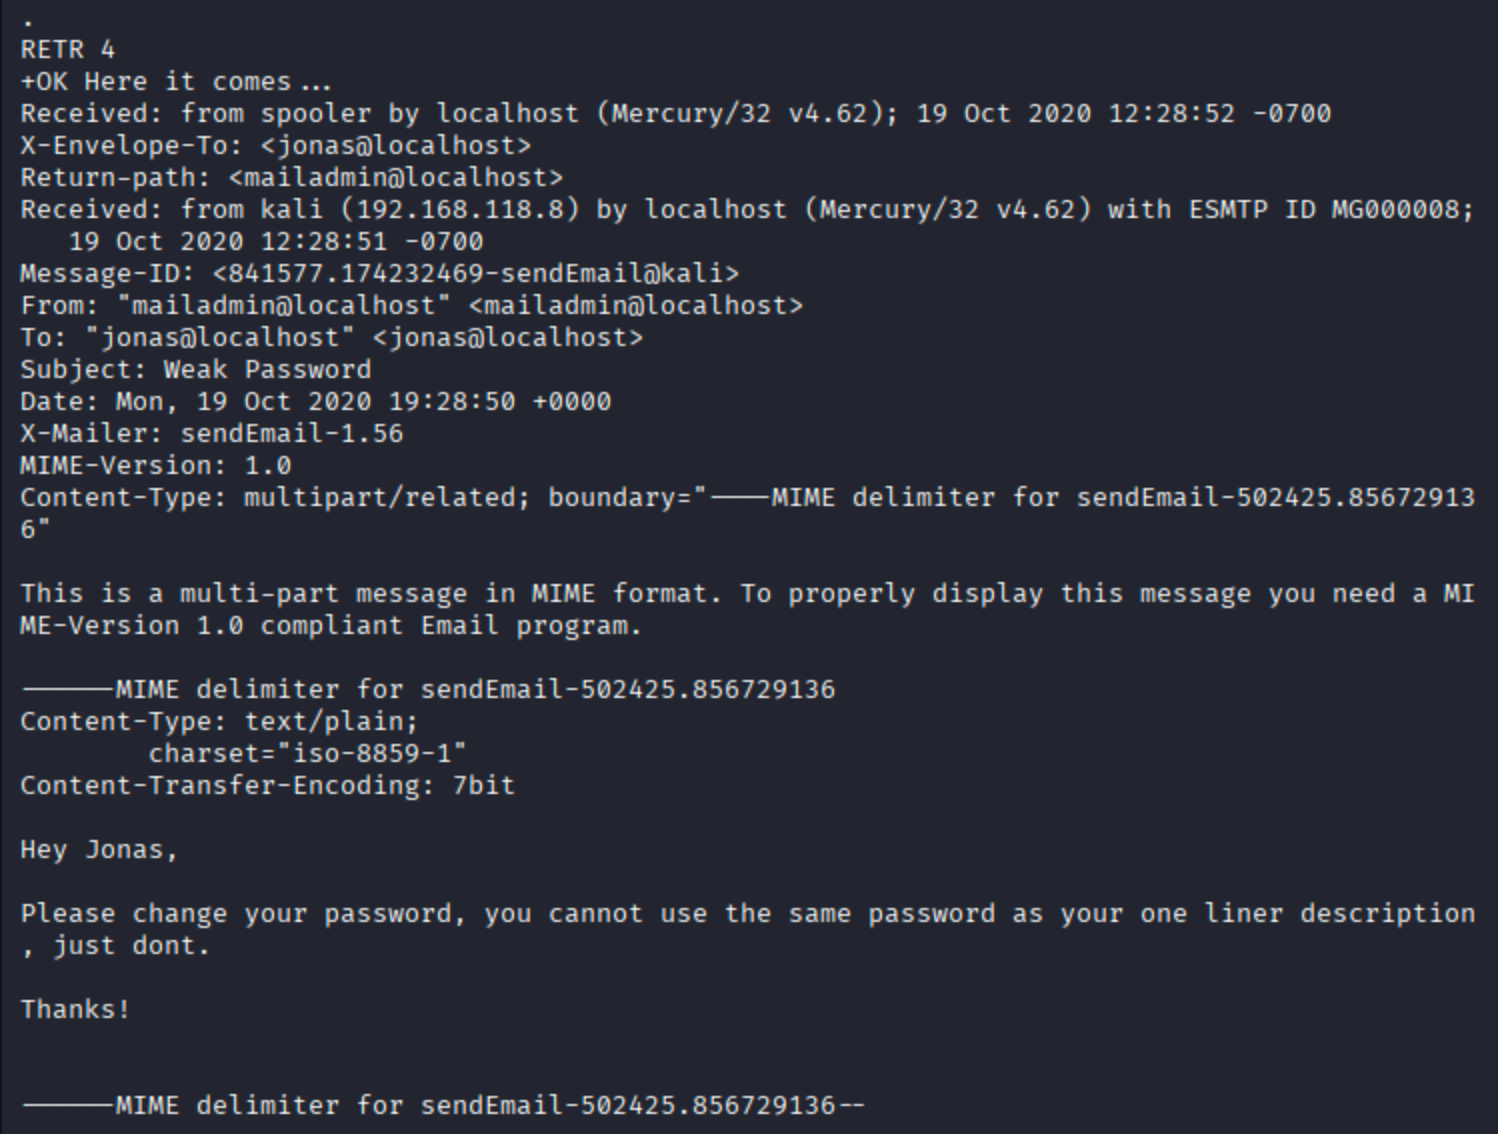 .
RETR 4
+OK Here it comes...
Received: from spooler by localhost (Mercury/32 v4.62); 19 Oct 2020 12:28:52 -0700
X-Envelope-To: <jonas@localhost>
Return-path: <mailadmin@localhost>
Received: from kali (192.168.118.8) by localhost (Mercury/32 v4.62) with ESMTP ID MG000008;
   19 Oct 2020 12:28:51 -0700
Message-ID: <841577.174232469-sendEmail@kali>
From: "mailadmin@localhost" <mailadmin@localhost>
To: "jonas@localhost" <jonas@localhost>
Subject: Weak Password
Date: Mon, 19 Oct 2020 19:28:50 +0000
X-Mailer: sendEmail-1.56
MIME-Version: 1.0
Content-Type: multipart/related; boundary="----MIME delimiter for sendEmail-502425.85672913
6"

This is a multi-part message in MIME format. To properly display this message you need a MI
ME-Version 1.0 compliant Email program.

------MIME delimiter for sendEmail-502425.856729136
Content-Type: text/plain;
        charset="iso-8859-1"
Content-Transfer-Encoding: 7bit

Hey Jonas,

Please change your password, you cannot use the same password as your one liner description
, just dont.

Thanks!


------MIME delimiter for sendEmail-502425.856729136--